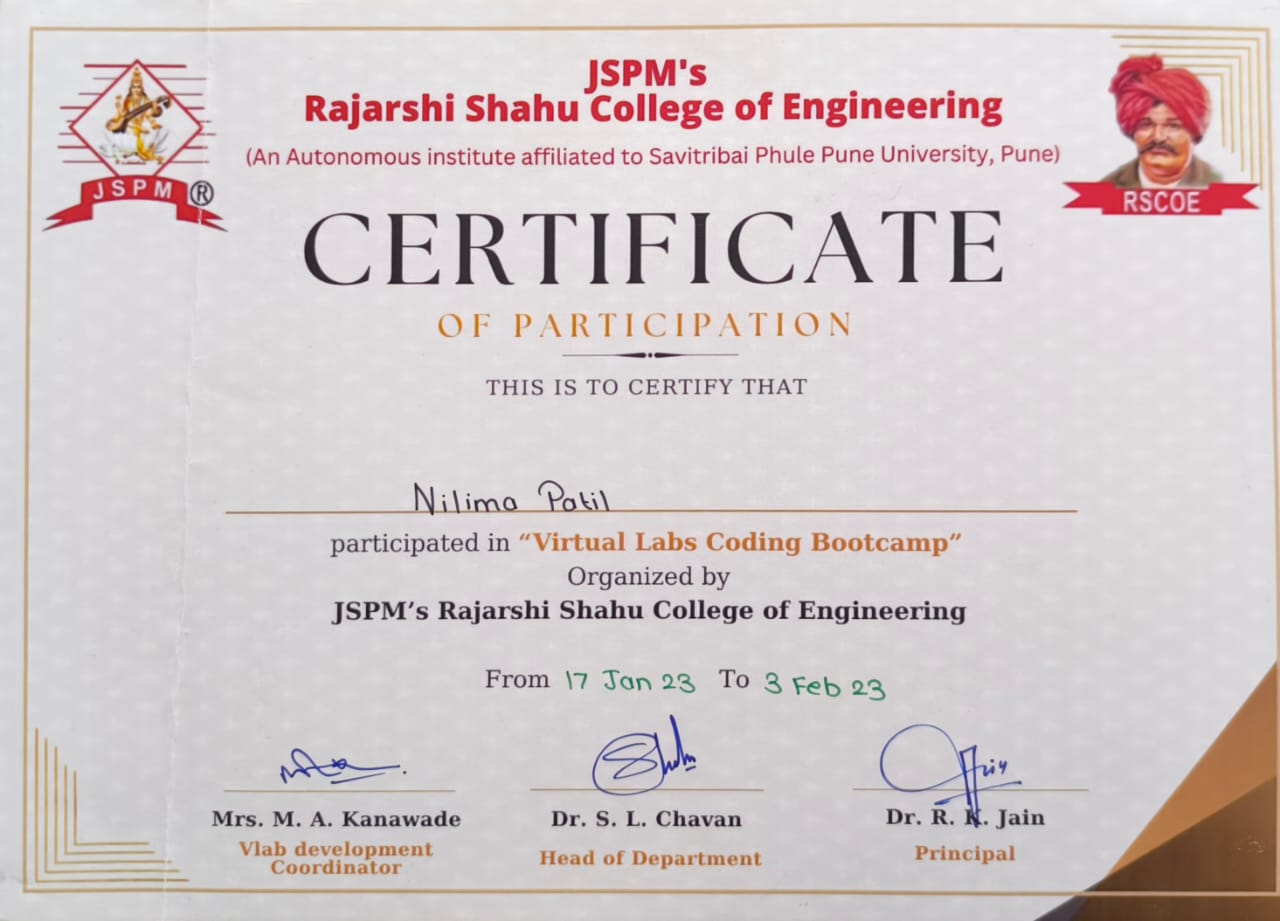 JSPM's
Rajarshi Shahu College of Engineering
(An Autonomous institute affiliated to Savitribai Phule Pune University, Pune)
JSPM ®
RSCOE
CERTIFICATE
OF PARTICIPATION
THIS IS TO CERTIFY THAT
Nilima Patil
participated in “Virtual Labs Coding Bootcamp”
Organized by
JSPM’s Rajarshi Shahu College of Engineering
From 17 Jan 23 To 3 Feb 23
Mrs. M. A. Kanawade
Vlab development
Coordinator
Dr. S. L. Chavan
Head of Department
Dr. R. K. Jain
Principal